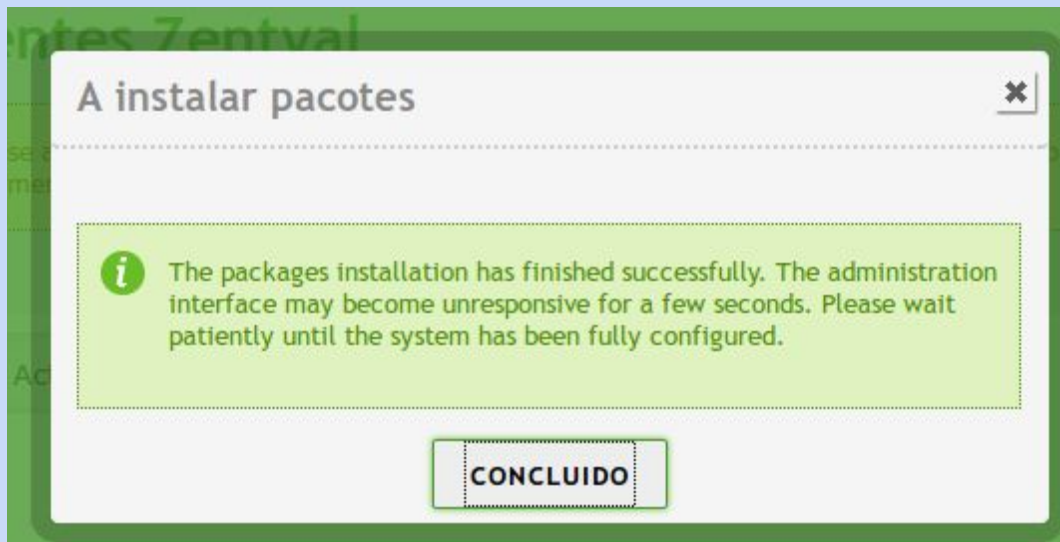 Zentyal
A instalar pacotes
The packages installation has finished successfully. The administration
interface may become unresponsive for a few seconds. Please wait
patiently until the system has been fully configured.
CONCLUIDO